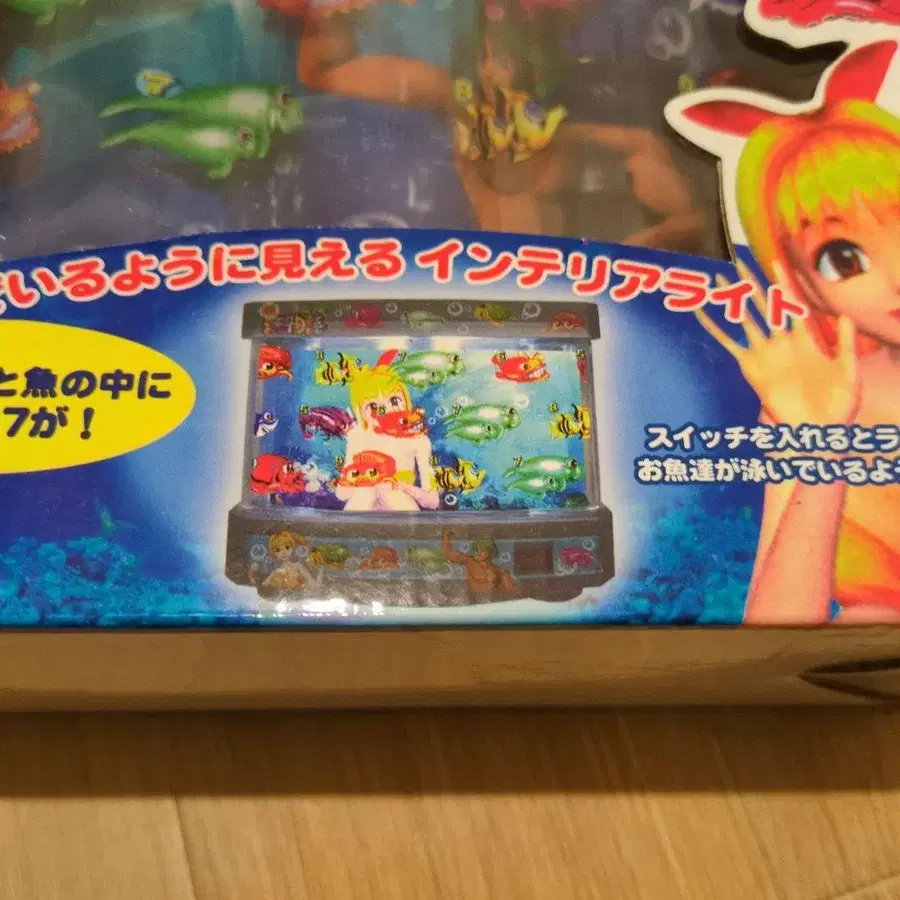 でいるように見える インテリアライト
と魚の中に
7が!
スイッチを入れるとラ
お魚達が泳いでいるよう